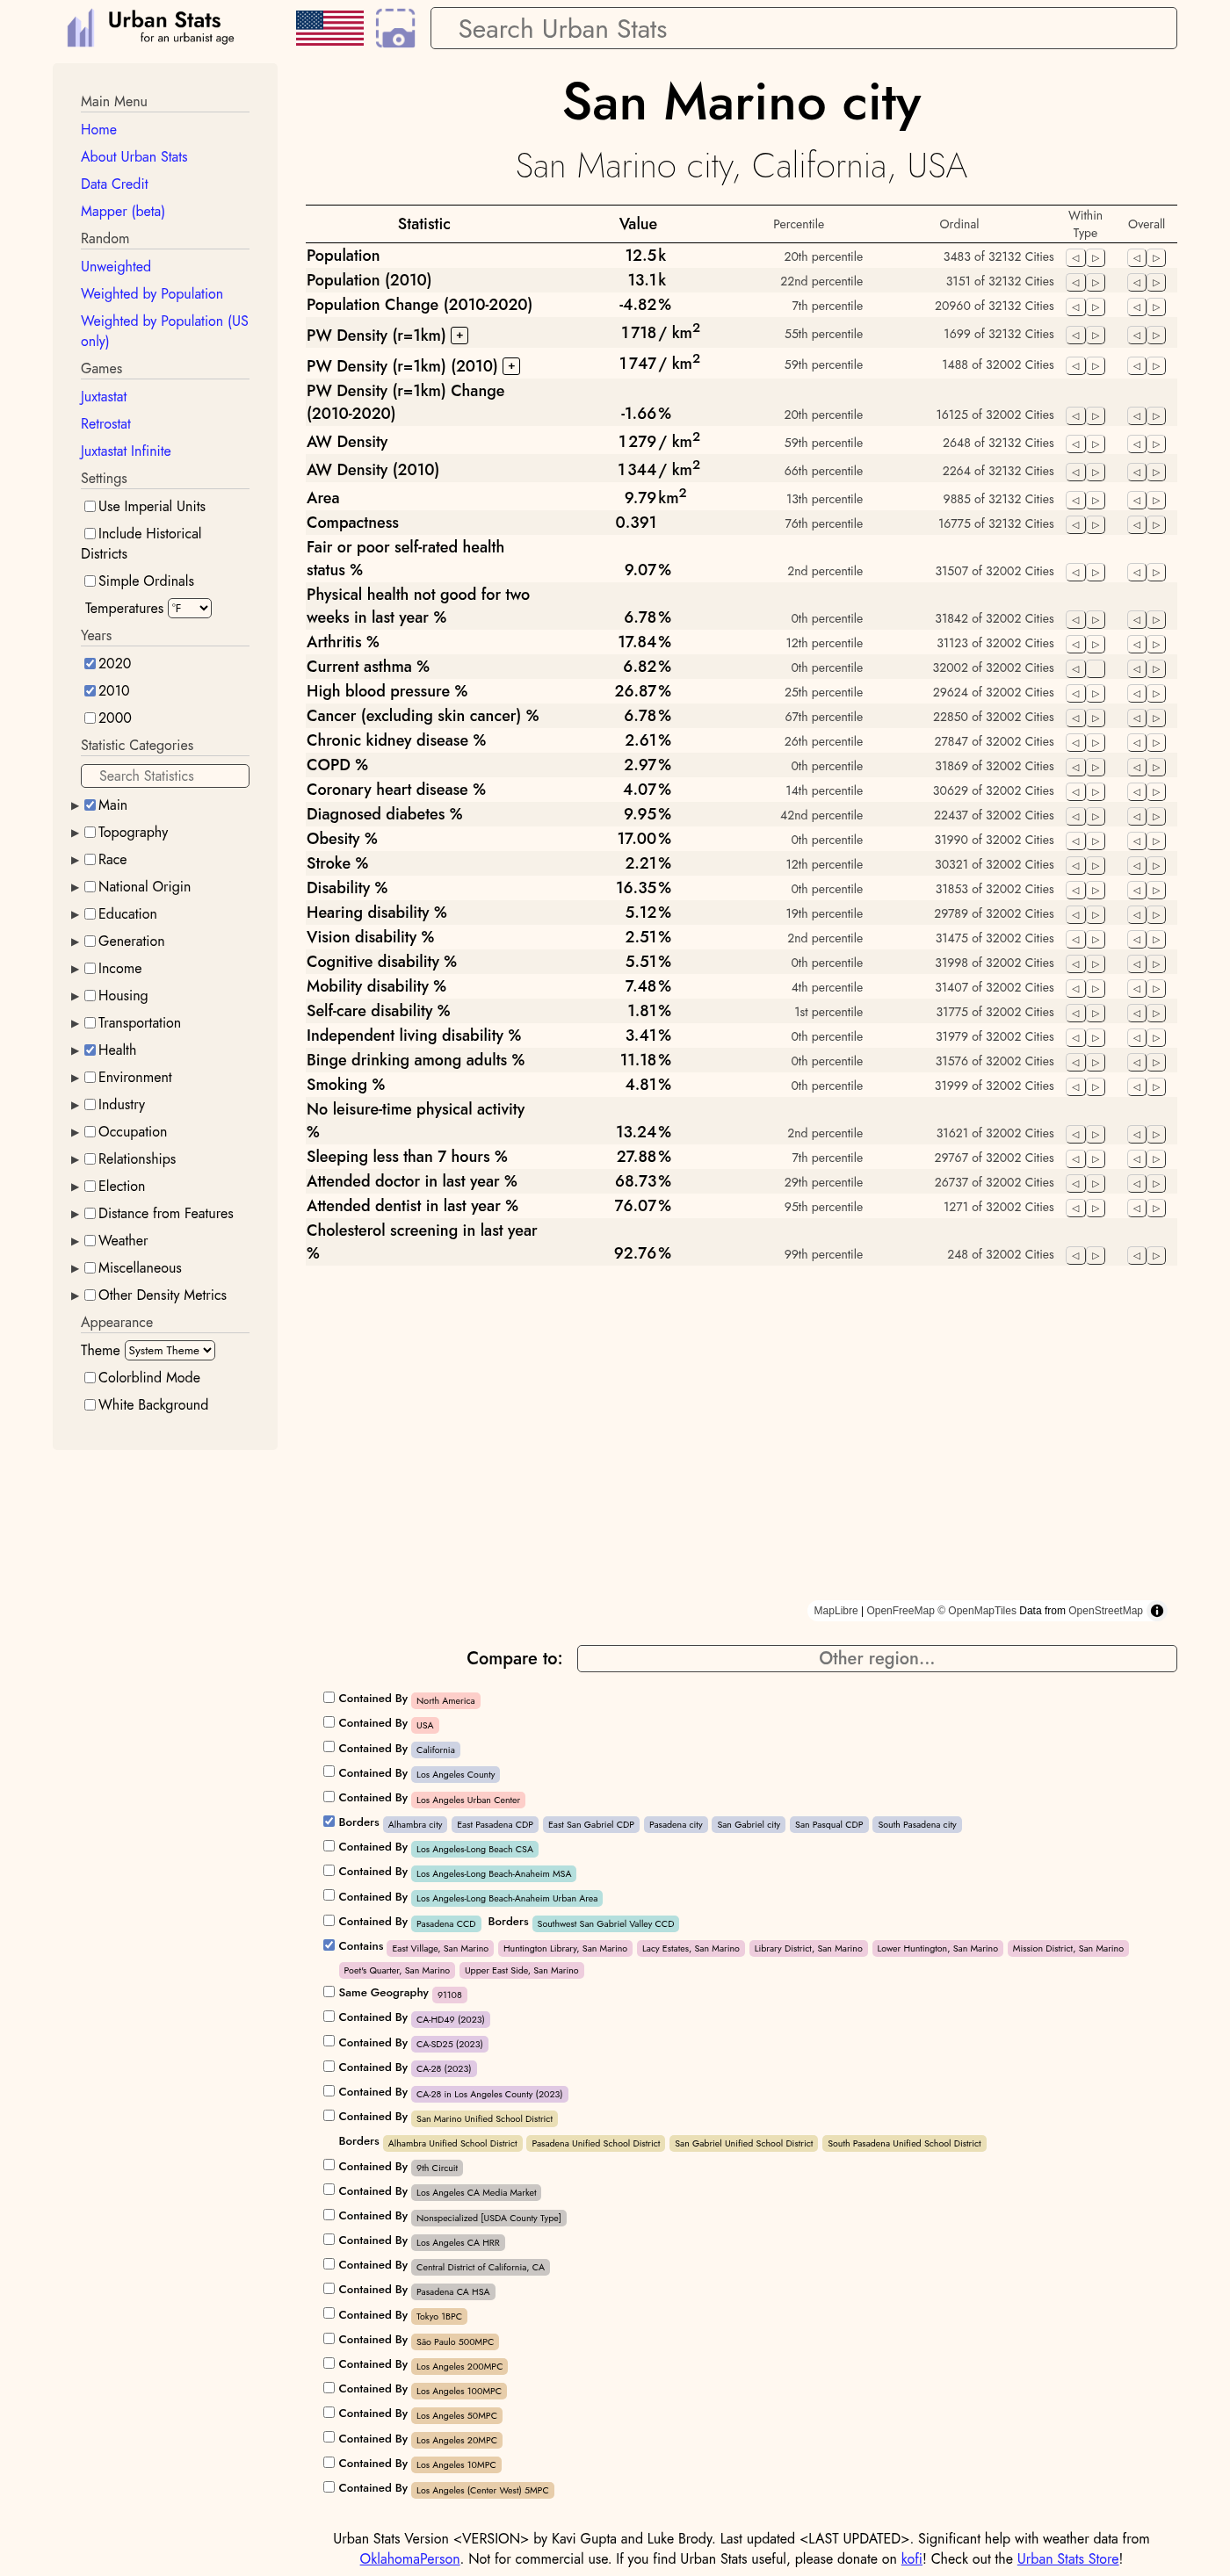 Urban Stats
for an urbanist age
Search Urban Stats
Main Menu
Home
About Urban Stats
Data Credit
Mapper (beta)
Random
Unweighted
Weighted by Population
Weighted by Population (US
only)
Games
Juxtastat
Retrostat
Juxtastat Infinite
Settings
Use Imperial Units
Include Historical
Districts
Simple Ordinals
Temperatures °F
Years
2020
2010
2000
Statistic Categories
Search Statistics
Main
Topography
Race
National Origin
Education
Generation
Income
Housing
Transportation
Health
Environment
Industry
Occupation
Relationships
Election
Distance from Features
Weather
Miscellaneous
Other Density Metrics
Appearance
Theme System Theme
Colorblind Mode
White Background
San Marino city
San Marino city, California, USA
Statistic Value Percentile Ordinal Within Type Overall
Population 12.5 k 20th percentile 3483 of 32132 Cities
Population (2010) 13.1 k 22nd percentile 3151 of 32132 Cities
Population Change (2010-2020) -4.82 % 7th percentile 20960 of 32132 Cities
PW Density (r=1km) + 1 718 / km² 55th percentile 1699 of 32132 Cities
PW Density (r=1km) (2010) + 1 747 / km² 59th percentile 1488 of 32002 Cities
PW Density (r=1km) Change
(2010-2020) -1.66 % 20th percentile 16125 of 32002 Cities
AW Density 1 279 / km² 59th percentile 2648 of 32132 Cities
AW Density (2010) 1 344 / km² 66th percentile 2264 of 32132 Cities
Area 9.79 km² 13th percentile 9885 of 32132 Cities
Compactness 0.391 76th percentile 16775 of 32132 Cities
Fair or poor self-rated health
status % 9.07 % 2nd percentile 31507 of 32002 Cities
Physical health not good for two
weeks in last year % 6.78 % 0th percentile 31842 of 32002 Cities
Arthritis % 17.84 % 12th percentile 31123 of 32002 Cities
Current asthma % 6.82 % 0th percentile 32002 of 32002 Cities
High blood pressure % 26.87 % 25th percentile 29624 of 32002 Cities
Cancer (excluding skin cancer) % 6.78 % 67th percentile 22850 of 32002 Cities
Chronic kidney disease % 2.61 % 26th percentile 27847 of 32002 Cities
COPD % 2.97 % 0th percentile 31869 of 32002 Cities
Coronary heart disease % 4.07 % 14th percentile 30629 of 32002 Cities
Diagnosed diabetes % 9.95 % 42nd percentile 22437 of 32002 Cities
Obesity % 17.00 % 0th percentile 31990 of 32002 Cities
Stroke % 2.21 % 12th percentile 30321 of 32002 Cities
Disability % 16.35 % 0th percentile 31853 of 32002 Cities
Hearing disability % 5.12 % 19th percentile 29789 of 32002 Cities
Vision disability % 2.51 % 2nd percentile 31475 of 32002 Cities
Cognitive disability % 5.51 % 0th percentile 31998 of 32002 Cities
Mobility disability % 7.48 % 4th percentile 31407 of 32002 Cities
Self-care disability % 1.81 % 1st percentile 31775 of 32002 Cities
Independent living disability % 3.41 % 0th percentile 31979 of 32002 Cities
Binge drinking among adults % 11.18 % 0th percentile 31576 of 32002 Cities
Smoking % 4.81 % 0th percentile 31999 of 32002 Cities
No leisure-time physical activity
% 13.24 % 2nd percentile 31621 of 32002 Cities
Sleeping less than 7 hours % 27.88 % 7th percentile 29767 of 32002 Cities
Attended doctor in last year % 68.73 % 29th percentile 26737 of 32002 Cities
Attended dentist in last year % 76.07 % 95th percentile 1271 of 32002 Cities
Cholesterol screening in last year
% 92.76 % 99th percentile 248 of 32002 Cities
MapLibre | OpenFreeMap © OpenMapTiles Data from OpenStreetMap
Compare to: Other region...
Contained By North America
Contained By USA
Contained By California
Contained By Los Angeles County
Contained By Los Angeles Urban Center
Borders Alhambra city East Pasadena CDP East San Gabriel CDP Pasadena city San Gabriel city San Pasqual CDP South Pasadena city
Contained By Los Angeles-Long Beach CSA
Contained By Los Angeles-Long Beach-Anaheim MSA
Contained By Los Angeles-Long Beach-Anaheim Urban Area
Contained By Pasadena CCD Borders Southwest San Gabriel Valley CCD
Contains East Village, San Marino Huntington Library, San Marino Lacy Estates, San Marino Library District, San Marino Lower Huntington, San Marino Mission District, San Marino
Poet's Quarter, San Marino Upper East Side, San Marino
Same Geography 91108
Contained By CA-HD49 (2023)
Contained By CA-SD25 (2023)
Contained By CA-28 (2023)
Contained By CA-28 in Los Angeles County (2023)
Contained By San Marino Unified School District
Borders Alhambra Unified School District Pasadena Unified School District San Gabriel Unified School District South Pasadena Unified School District
Contained By 9th Circuit
Contained By Los Angeles CA Media Market
Contained By Nonspecialized [USDA County Type]
Contained By Los Angeles CA HRR
Contained By Central District of California, CA
Contained By Pasadena CA HSA
Contained By Tokyo 1BPC
Contained By São Paulo 500MPC
Contained By Los Angeles 200MPC
Contained By Los Angeles 100MPC
Contained By Los Angeles 50MPC
Contained By Los Angeles 20MPC
Contained By Los Angeles 10MPC
Contained By Los Angeles (Center West) 5MPC
Urban Stats Version <VERSION> by Kavi Gupta and Luke Brody. Last updated <LAST UPDATED>. Significant help with weather data from
OklahomaPerson. Not for commercial use. If you find Urban Stats useful, please donate on kofi! Check out the Urban Stats Store!